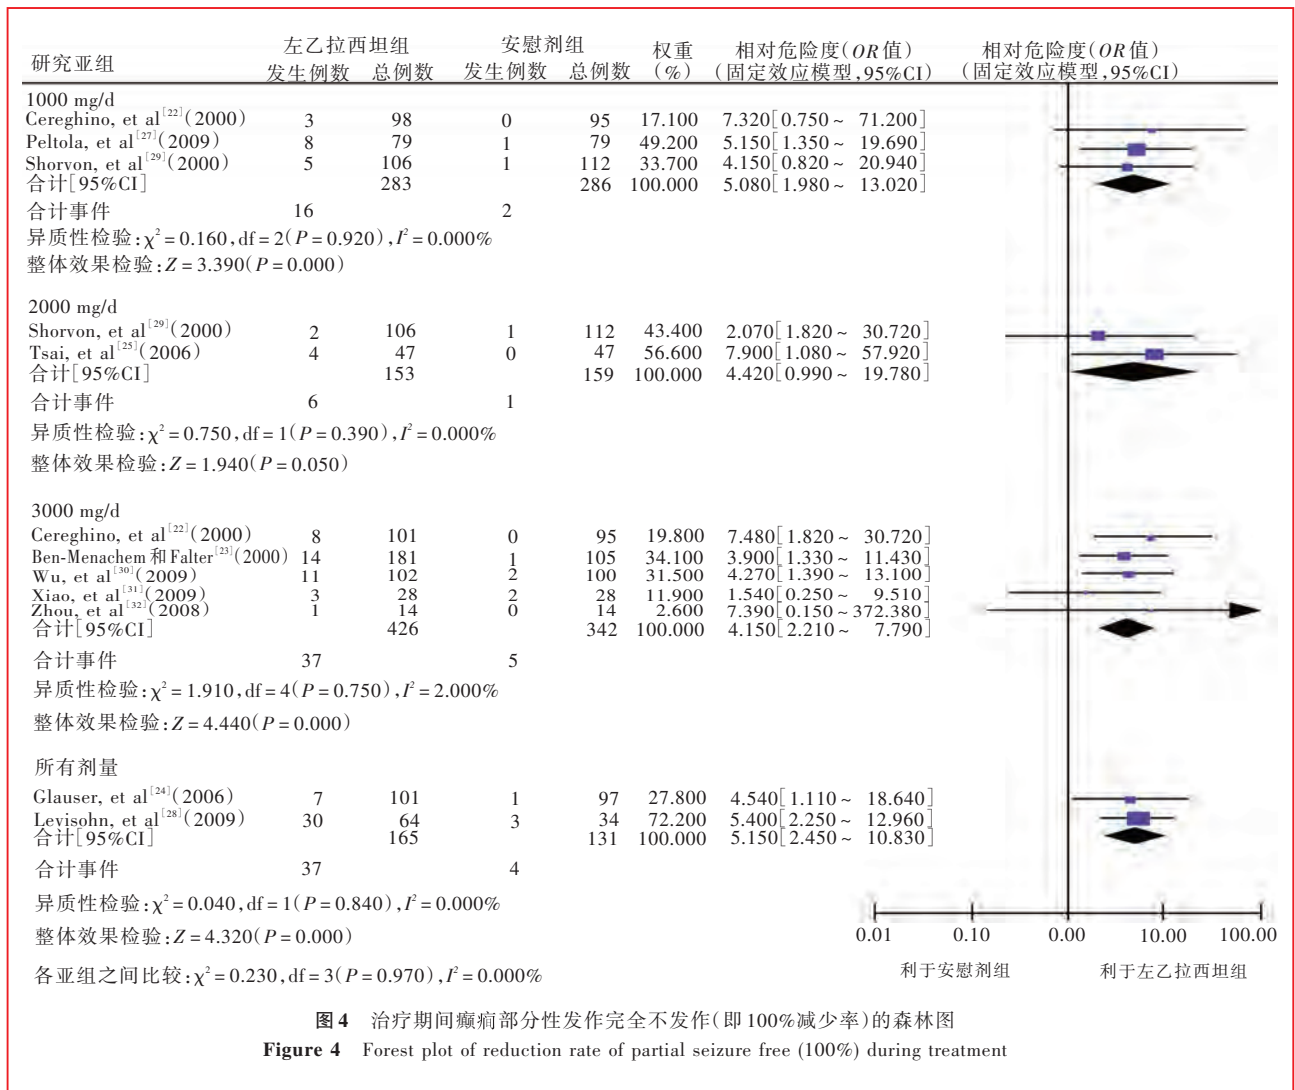 研究亚组 左乙拉西坦组 安慰剂组 权重 相对危险度(OR值) 相对危险度(OR值)
发生例数 总例数 发生例数 总例数 (%) (固定效应模型,95%CI) (固定效应模型,95%CI)
1000 mg/d
Cereghino, et al[22](2000) 3 98 0 95 17.100 7.320[0.750~ 71.200]
Peltola, et al[27](2009) 8 79 1 79 49.200 5.150[1.350~ 19.690]
Shorvon, et al[29](2000) 5 106 1 112 33.700 4.150[0.820~ 20.940]
合计[95%CI] 283 286 100.000 5.080[1.980~ 13.020]
合计事件 16 2
异质性检验:χ²=0.160,df=2(P=0.920),I²=0.000%
整体效果检验:Z=3.390(P=0.000)
2000 mg/d
Shorvon, et al[29](2000) 2 106 1 112 43.400 2.070[1.820~ 30.720]
Tsai, et al[25](2006) 4 47 0 47 56.600 7.900[1.080~ 57.920]
合计[95%CI] 153 159 100.000 4.420[0.990~ 19.780]
合计事件 6 1
异质性检验:χ²=0.750,df=1(P=0.390),I²=0.000%
整体效果检验:Z=1.940(P=0.050)
3000 mg/d
Cereghino, et al[22](2000) 8 101 0 95 19.800 7.480[1.820~ 30.720]
Ben-Menachem和Falter[23](2000) 14 181 1 105 34.100 3.900[1.330~ 11.430]
Wu, et al[30](2009) 11 102 2 100 31.500 4.270[1.390~ 13.100]
Xiao, et al[31](2009) 3 28 2 28 11.900 1.540[0.250~ 9.510]
Zhou, et al[32](2008) 1 14 0 14 2.600 7.390[0.150~372.380]
合计[95%CI] 426 342 100.000 4.150[2.210~ 7.790]
合计事件 37 5
异质性检验:χ²=1.910,df=4(P=0.750),I²=2.000%
整体效果检验:Z=4.440(P=0.000)
所有剂量
Glauser, et al[24](2006) 7 101 1 97 27.800 4.540[1.110~ 18.640]
Levisohn, et al[28](2009) 30 64 3 34 72.200 5.400[2.250~ 12.960]
合计[95%CI] 165 131 100.000 5.150[2.450~ 10.830]
合计事件 37 4
异质性检验:χ²=0.040,df=1(P=0.840),I²=0.000%
整体效果检验:Z=4.320(P=0.000)
0.01 0.10 0.00 10.00 100.00
各亚组之间比较:χ²=0.230,df=3(P=0.970),I²=0.000%
利于安慰剂组 利于左乙拉西坦组
图4 治疗期间癫痫部分性发作完全不发作(即100%减少率)的森林图
Figure 4 Forest plot of reduction rate of partial seizure free (100%) during treatment